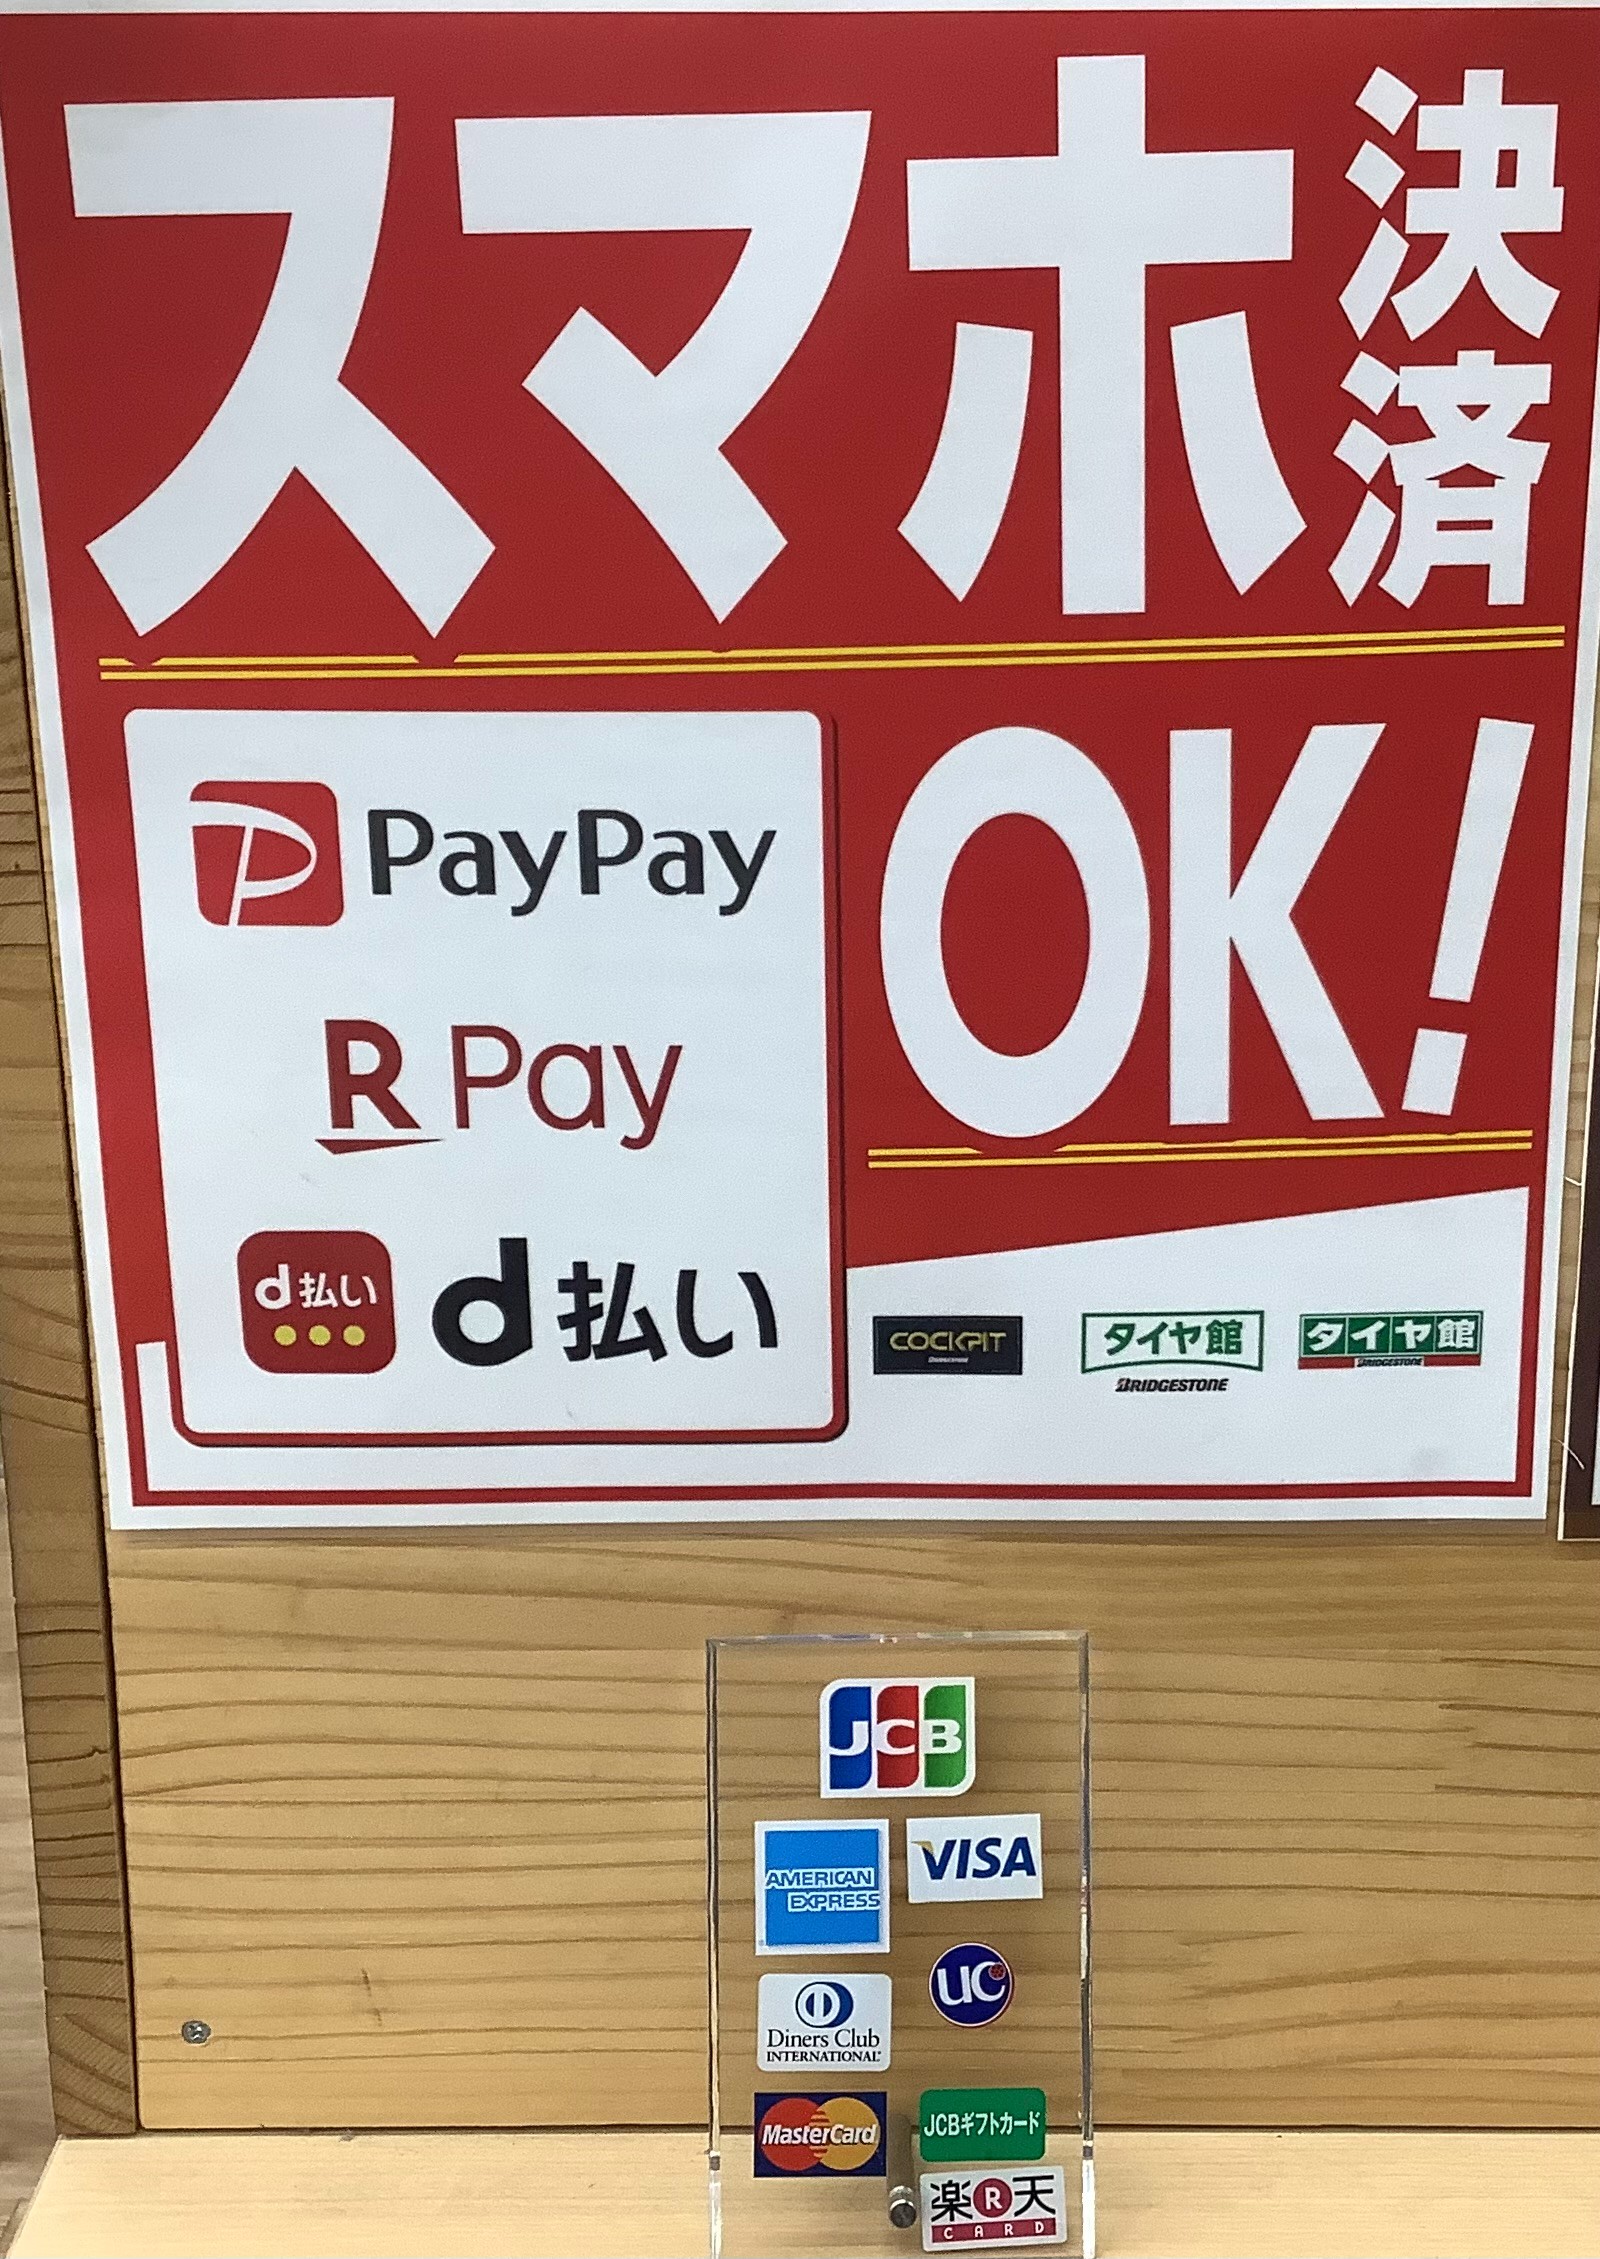 スマホ決済
OK!
PayPay
R Pay
d払い
d払い
COCKPIT
BRIDGESTONE
タイヤ館
BRIDGESTONE
タイヤ館
BRIDGESTONE
JCB
AMERICAN
EXPRESS
VISA
Diners Club
INTERNATIONAL
UC
MasterCard
JCBギフトカード
楽R天
CARD